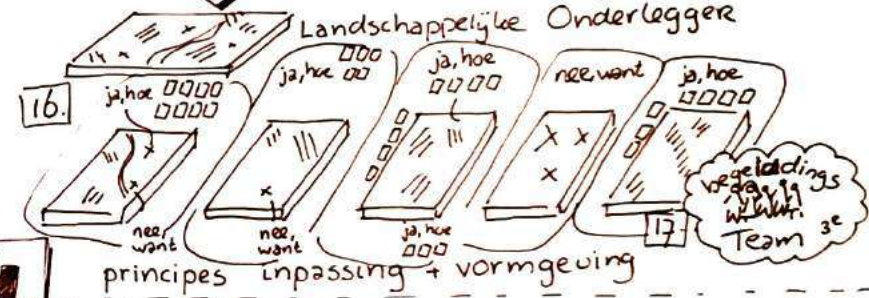 Landschappelijke Onderlegger
16.
ja, hoe
ja, hoe
ja, hoe
nee, want
ja, hoe
nee, want
nee, want
ja, hoe
17
begeleidings
Team 3e
principes inpassing + vormgeving